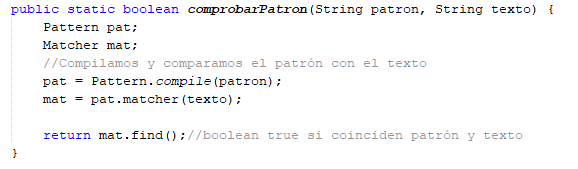 public static boolean comprobarPatron(String patron, String texto) {
Pattern pat;
Matcher mat;
//Compilamos y comparamos el patrón con el texto
pat = Pattern.compile(patron);
mat = pat.matcher(texto);
return mat.find();//boolean true si coinciden patrón y texto
}